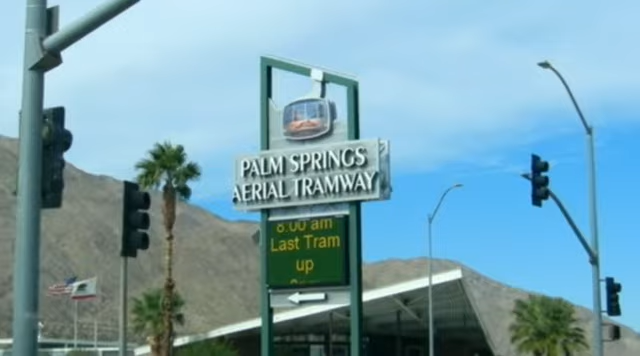 PALM SPRINGS
AERIAL TRAMWAY
8:00 am
Last Tram
up